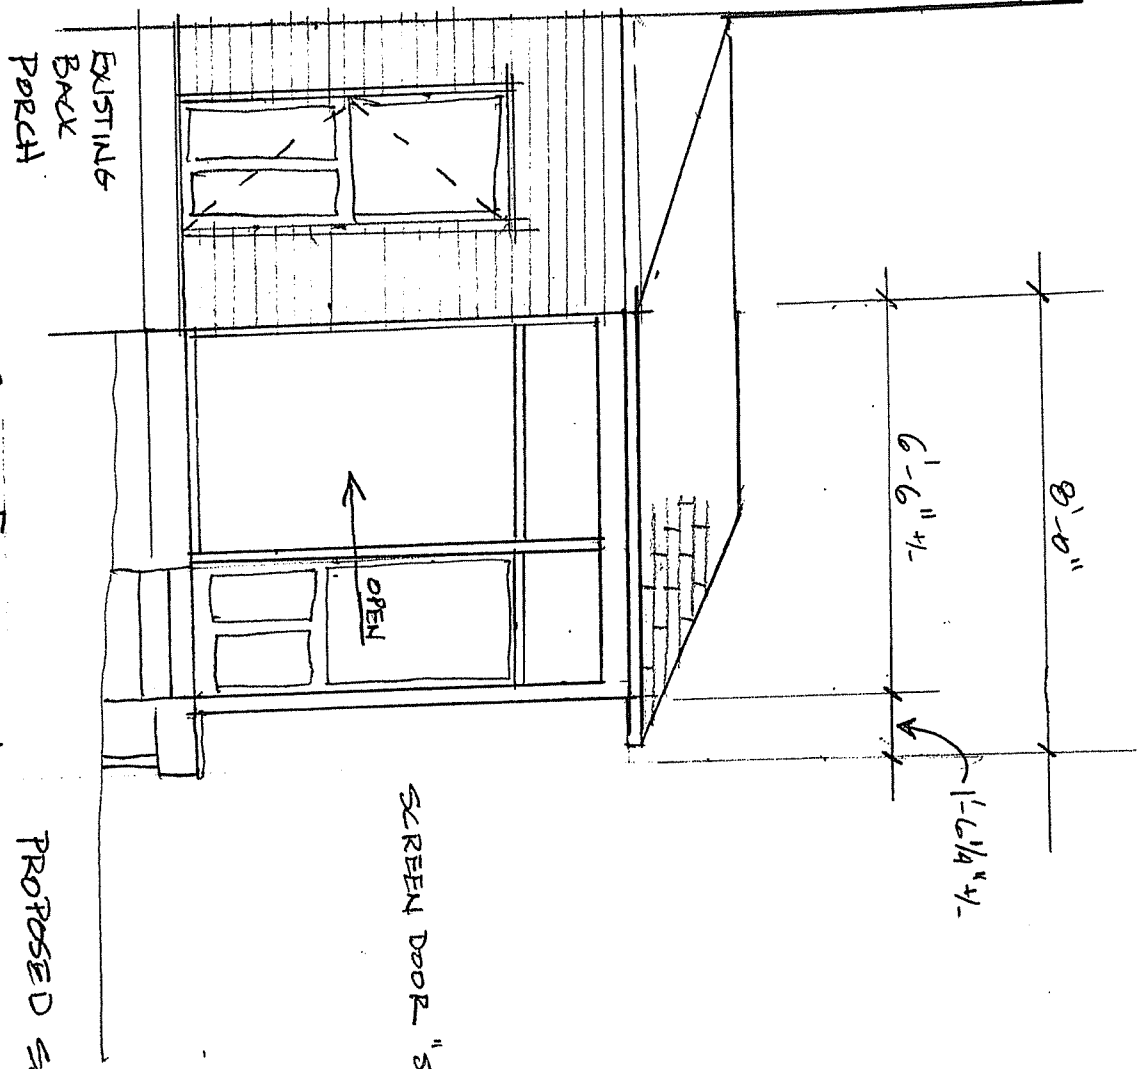 8'-0"
6'-6" +/-
1'-6 1/4" +/-
OPEN
SCREEN DOOR
EXISTING
BACK
PORCH
PROPOSED